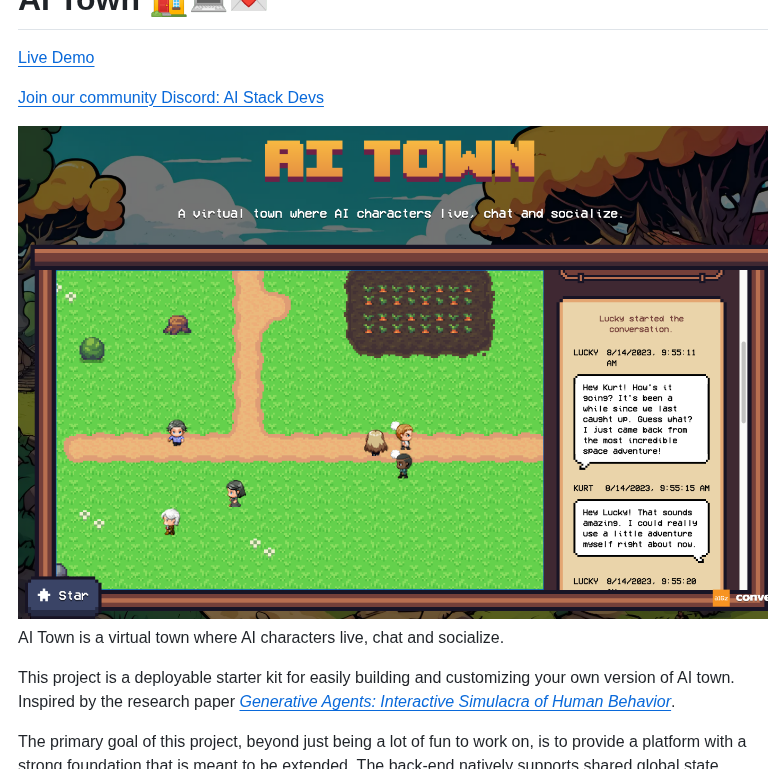 AI Town
Live Demo
Join our community Discord: AI Stack Devs
AI TOWN
A virtual town where AI characters live, chat and socialize.
Lucky started the
conversation.
LUCKY 8/14/2023, 9:55:11
AM
Hey Kurt! How's it
going? It's been a
while since we last
caught up. Guess what?
I just came back from
the most incredible
space adventure!
KURT 8/14/2023, 9:55:15 AM
Hey Lucky! That sounds
amazing. I could really
use a little adventure
myself right about now.
LUCKY 8/14/2023, 9:55:20
Star
AI Town is a virtual town where AI characters live, chat and socialize.
This project is a deployable starter kit for easily building and customizing your own version of AI town.
Inspired by the research paper Generative Agents: Interactive Simulacra of Human Behavior.
The primary goal of this project, beyond just being a lot of fun to work on, is to provide a platform with a
strong foundation that is meant to be extended. The back-end natively supports shared global state,